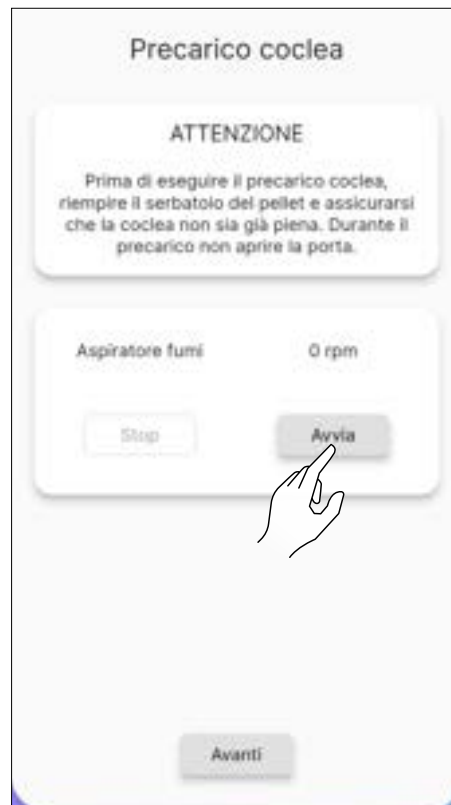 Precarico coclea
ATTENZIONE
Prima di eseguire il precarico coclea,
riempire il serbatoio del pellet e assicurarsi
che la coclea non sia già piena. Durante il
precarico non aprire la porta.
Aspiratore fumi 0 rpm
Stop Avvia
Avanti